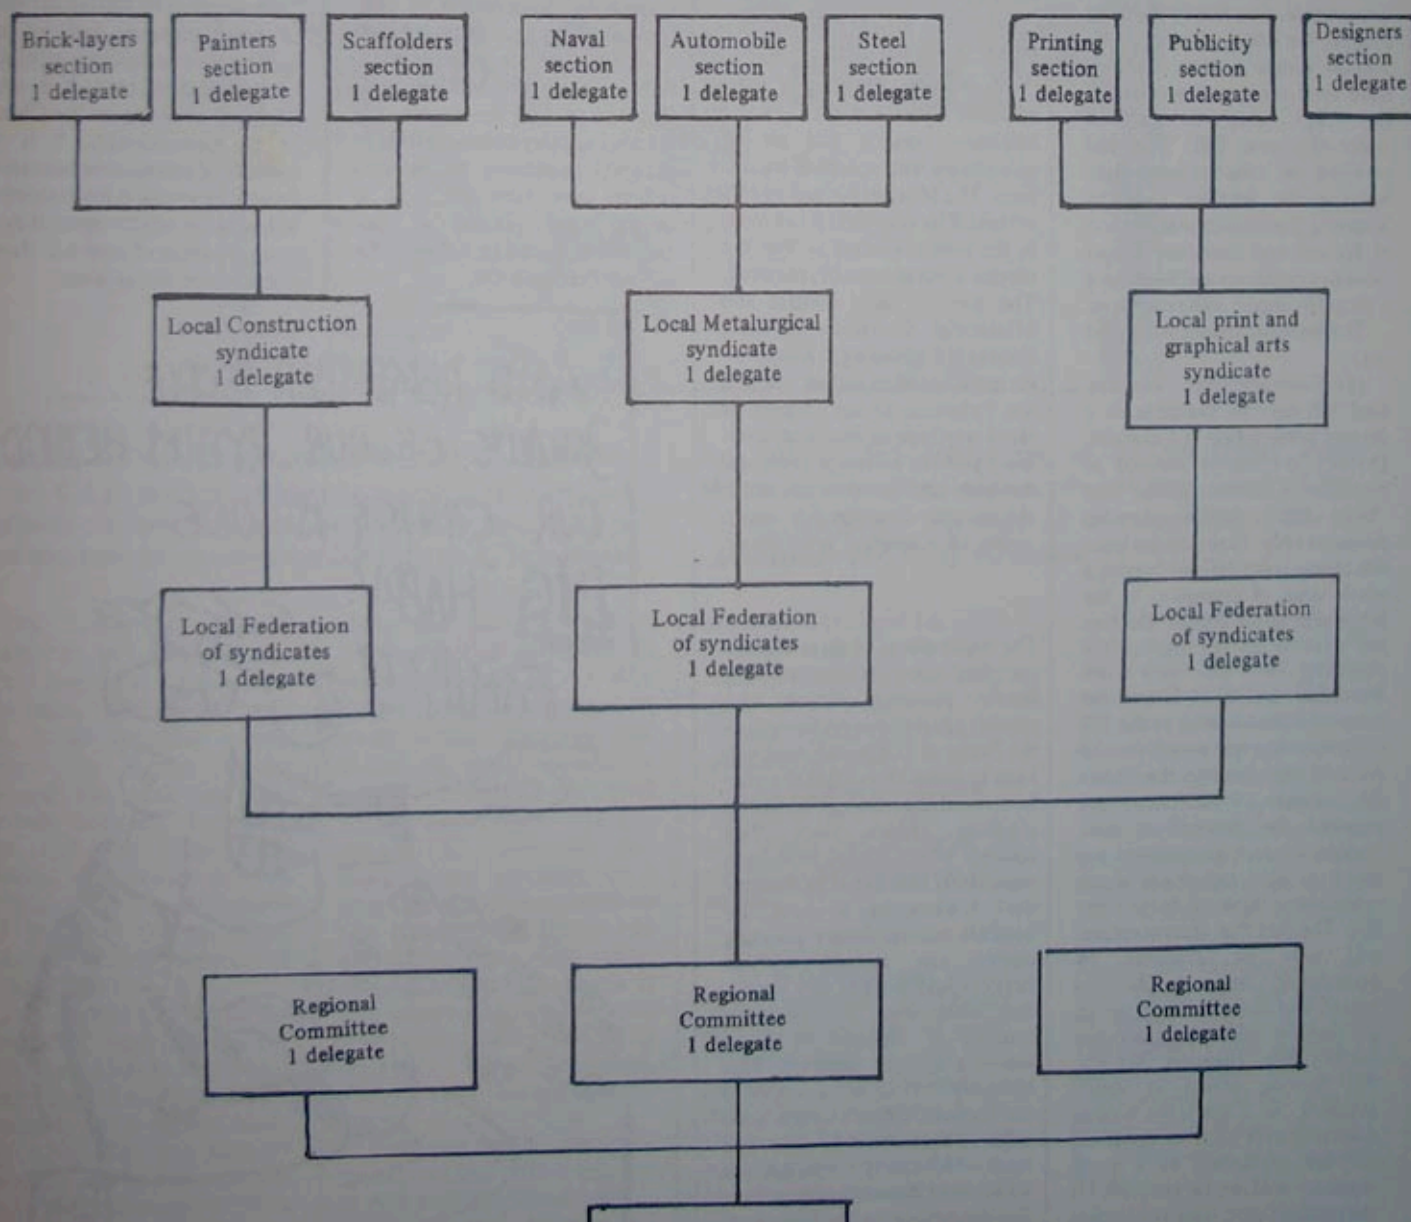 Brick-layers
section
1 delegate
Painters
section
1 delegate
Scaffolders
section
1 delegate
Naval
section
1 delegate
Automobile
section
1 delegate
Steel
section
1 delegate
Printing
section
1 delegate
Publicity
section
1 delegate
Designers
section
1 delegate
Local Construction
syndicate
1 delegate
Local Metalurgical
syndicate
1 delegate
Local print and
graphical arts
syndicate
1 delegate
Local Federation
of syndicates
1 delegate
Local Federation
of syndicates
1 delegate
Local Federation
of syndicates
1 delegate
Regional
Committee
1 delegate
Regional
Committee
1 delegate
Regional
Committee
1 delegate